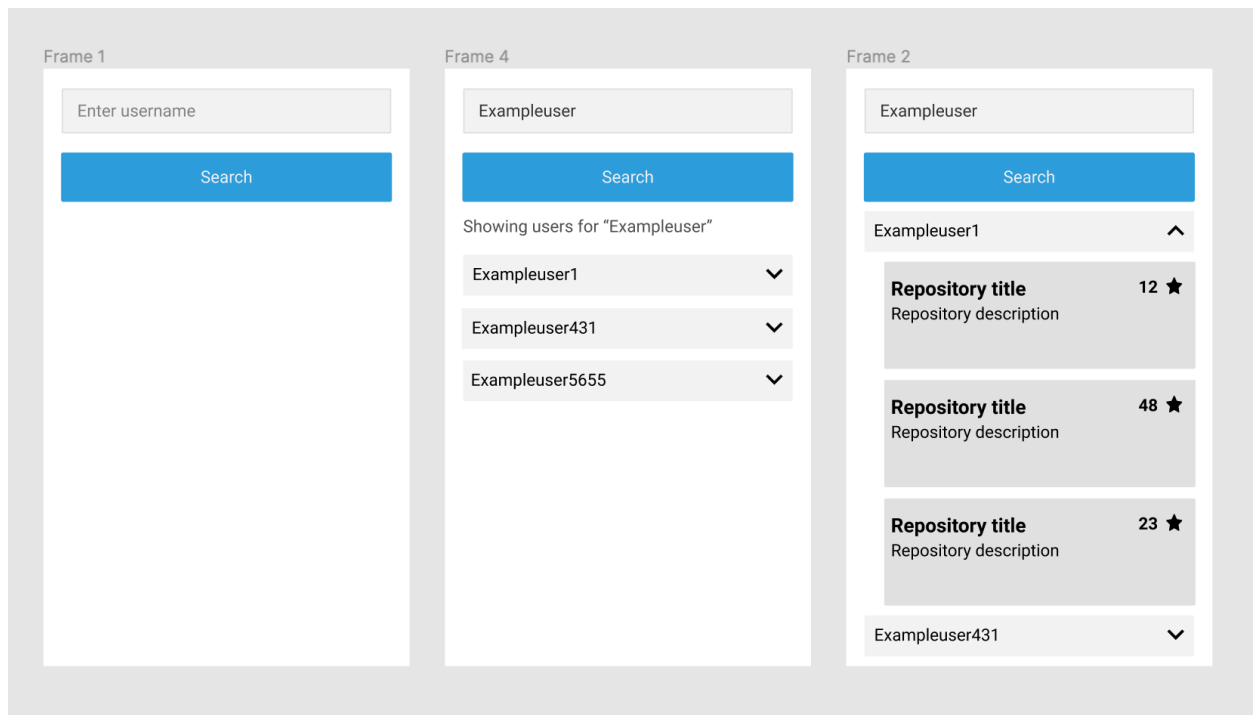 Frame 1
Enter username
Search
Frame 4
Exampleuser
Search
Showing users for “Exampleuser”
Exampleuser1
Exampleuser431
Exampleuser5655
Frame 2
Exampleuser
Search
Exampleuser1
Repository title 12
Repository description
Repository title 48
Repository description
Repository title 23
Repository description
Exampleuser431